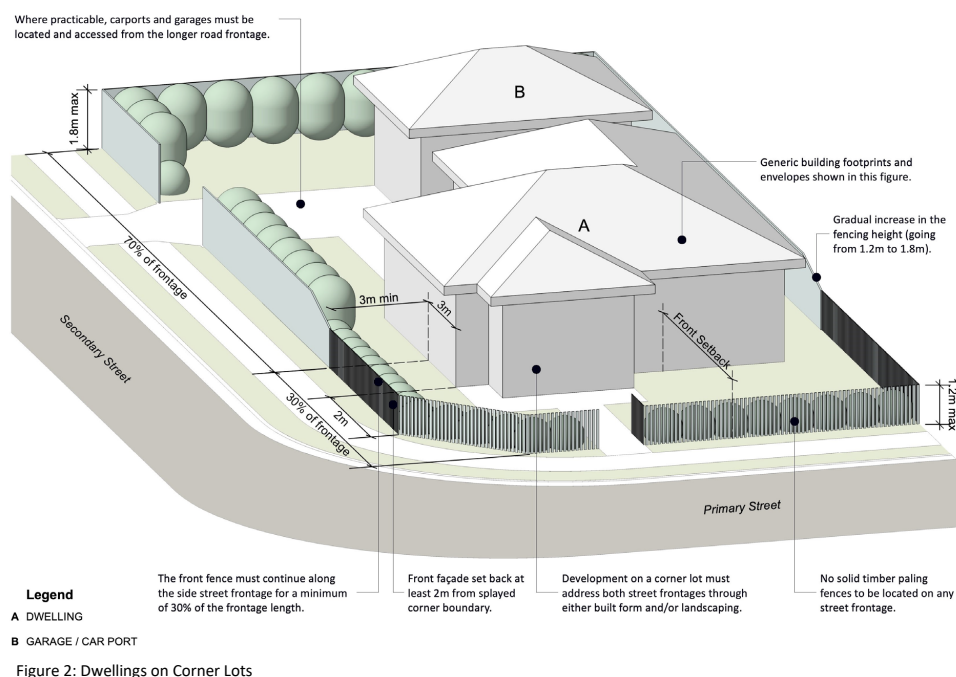 Where practicable, carports and garages must be
located and accessed from the longer road frontage.
1.8m max
B
Generic building footprints and
envelopes shown in this figure.
A
Gradual increase in the
fencing height (going
from 1.2m to 1.8m).
70% of frontage
3m min
3m
Front Setback
Secondary Street
30% of frontage
2m
1.2m max
Primary Street
The front fence must continue along
the side street frontage for a minimum
of 30% of the frontage length.
Front façade set back at
least 2m from splayed
corner boundary.
Development on a corner lot must
address both street frontages through
either built form and/or landscaping.
No solid timber paling
fences to be located on any
street frontage.
Legend
A DWELLING
B GARAGE / CAR PORT
Figure 2: Dwellings on Corner Lots